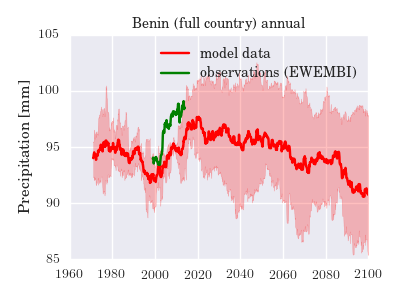 Benin (full country) annual
105
100
95
90
85
Precipitation [mm]
model data
observations (EWEMBI)
1960 1980 2000 2020 2040 2060 2080 2100